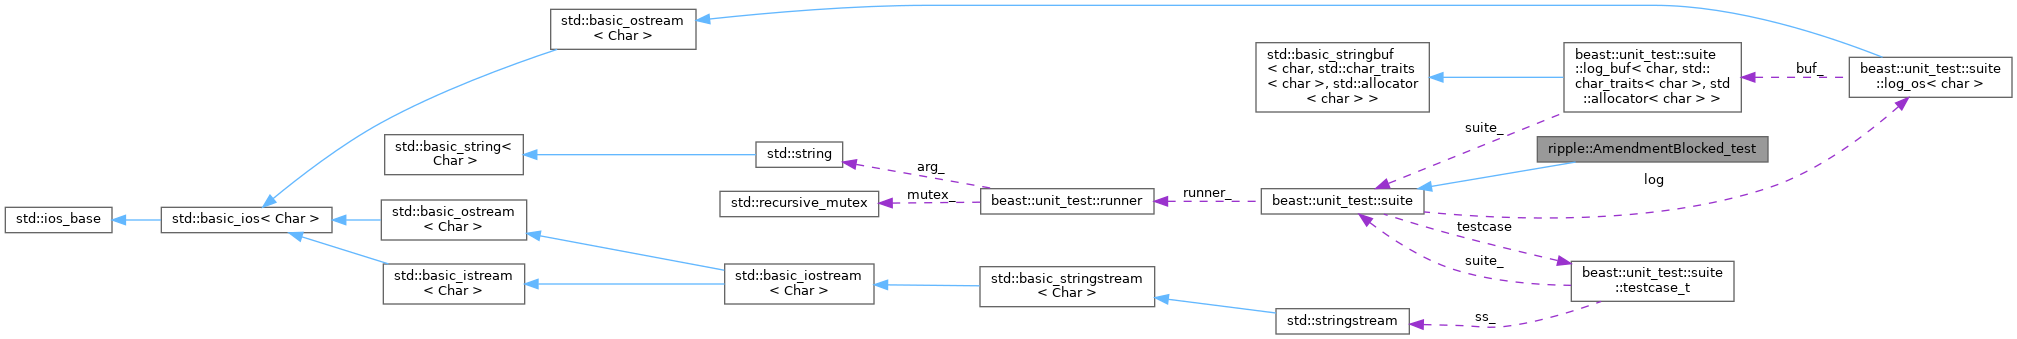 std::basic_ostream
< Char >
std::basic_stringbuf
< char, std::char_traits
< char >, std::allocator
< char > >
beast::unit_test::suite
::log_buf< char, std::
char_traits< char >, std
::allocator< char > >
buf_
beast::unit_test::suite
::log_os< char >
std::basic_string<
Char >
std::string
arg_
suite_
ripple::AmendmentBlocked_test
log
std::ios_base
std::basic_ios< Char >
std::basic_ostream
< Char >
std::recursive_mutex
mutex_
beast::unit_test::runner
runner_
beast::unit_test::suite
testcase
suite_
std::basic_istream
< Char >
std::basic_iostream
< Char >
std::basic_stringstream
< Char >
std::stringstream
ss_
beast::unit_test::suite
::testcase_t